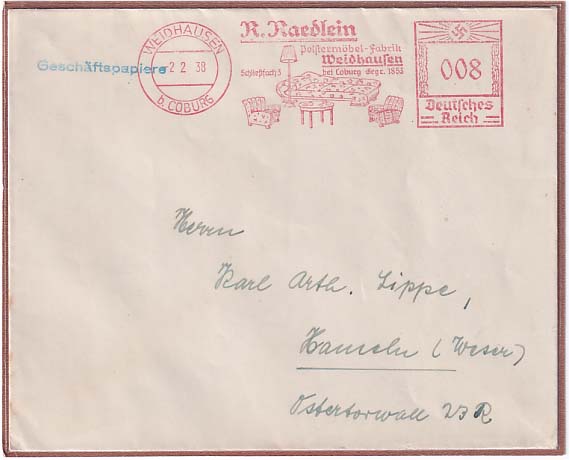 WEIDHAUSEN
2 2 38
b. COBURG
Geschäftspapiere
R. Raedlein
Polstermöbel-Fabrik
Weidhausen
Schließfach 3 bei Coburg Gegr. 1853
008
Deutsches
Reich
Herrn
Karl Arth. Lippe,
Hameln (Weser)
Ostertorwall 23 R